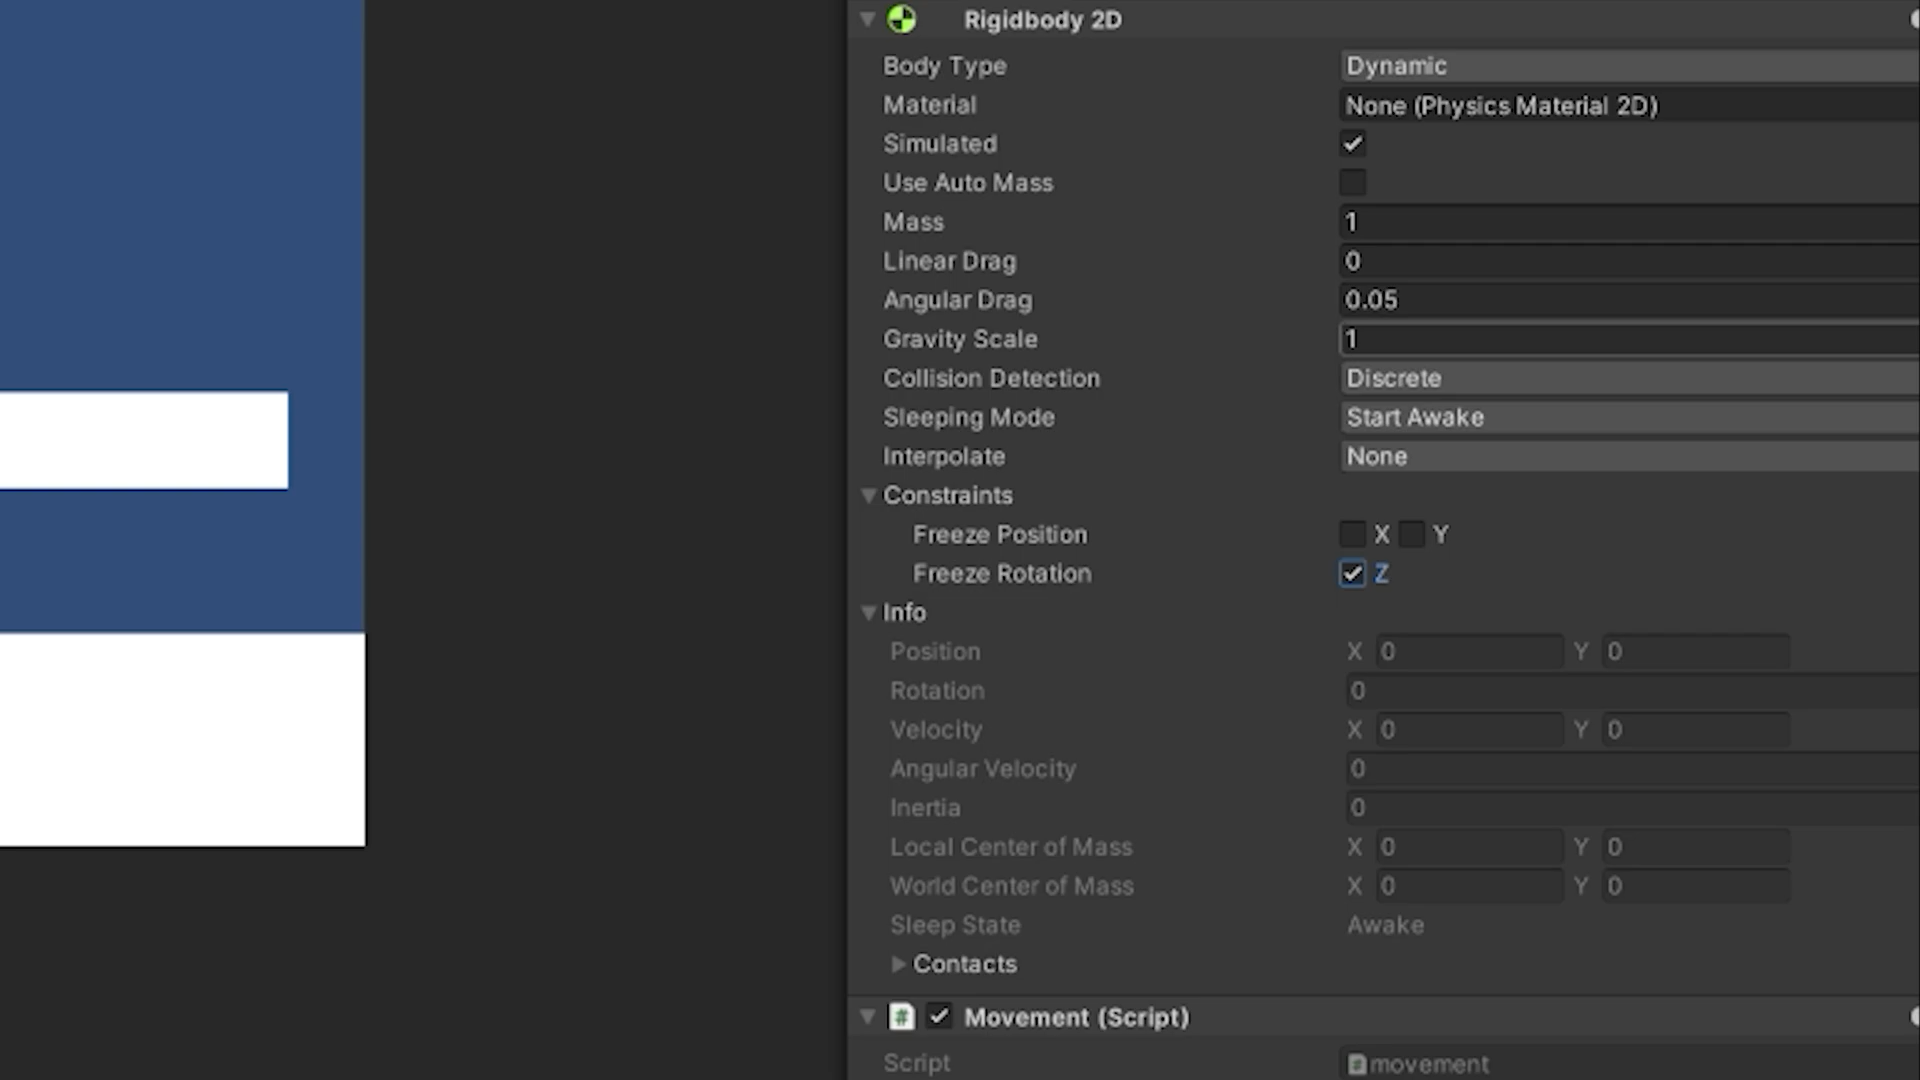 Rigidbody 2D
Body Type Dynamic
Material None (Physics Material 2D)
Simulated
Use Auto Mass
Mass 1
Linear Drag 0
Angular Drag 0.05
Gravity Scale 1
Collision Detection Discrete
Sleeping Mode Start Awake
Interpolate None
Constraints
Freeze Position X Y
Freeze Rotation Z
Info
Position X 0 Y 0
Rotation 0
Velocity X 0 Y 0
Angular Velocity 0
Inertia 0
Local Center of Mass X 0 Y 0
World Center of Mass X 0 Y 0
Sleep State Awake
Contacts
# Movement (Script)
Script movement